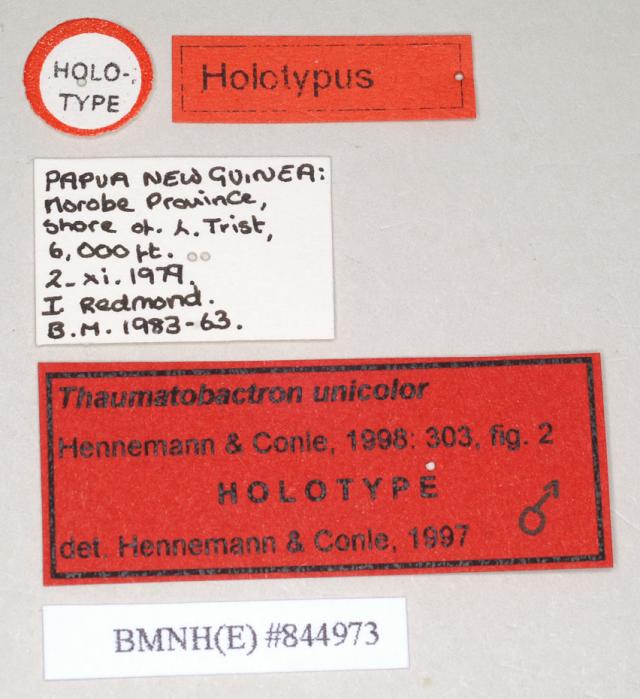 HOLO-
TYPE
Holotypus
PAPUA NEW GUINEA:
Morobe Province,
Shore of. L. Trist,
6,000 ft.
2-xi.1979.
I Redmond.
B.M. 1983-63.
Thaumatobactron unicolor
Hennemann & Conle, 1998: 303, fig. 2
HOLOTYPE ♂
det. Hennemann & Conle, 1997
BMNH(E) #844973